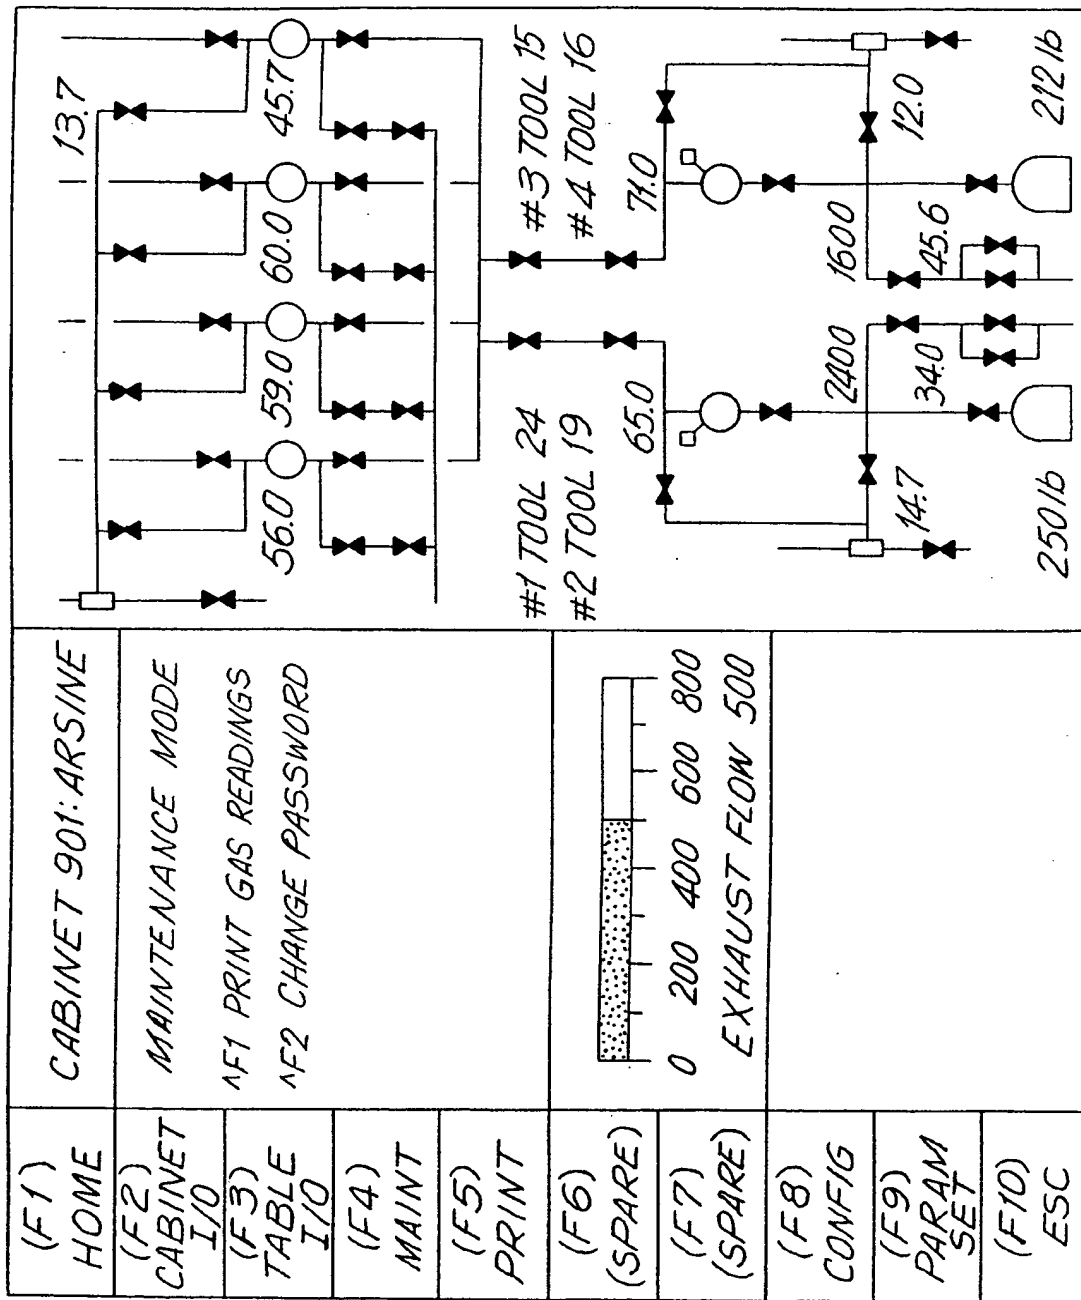 (F1)
HOME
(F2)
CABINET
I/O
(F3)
TABLE
I/O
(F4)
MAINT
(F5)
PRINT
(F6)
(SPARE)
(F7)
(SPARE)
(F8)
CONFIG
(F9)
PARAM
SET
(F10)
ESC
CABINET 901: ARSINE
MAINTENANCE MODE
^F1 PRINT GAS READINGS
^F2 CHANGE PASSWORD
0 200 400 600 800
EXHAUST FLOW 500
13.7
56.0 59.0 60.0 45.7
#1 TOOL 24
#2 TOOL 19
#3 TOOL 15
#4 TOOL 16
65.0 71.0
2400 1600
14.7 34.0 45.6 12.0
250 lb 212 lb